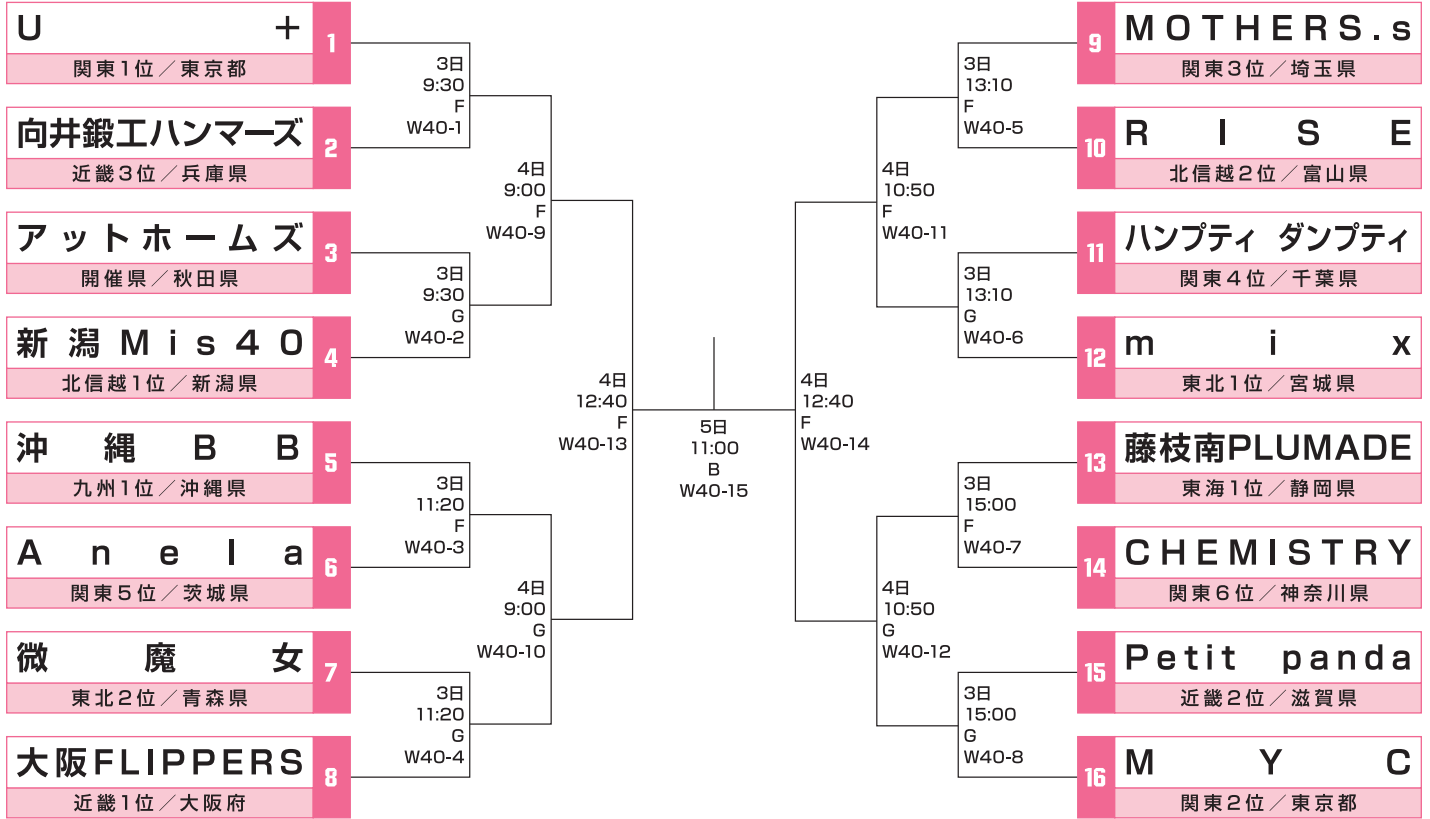 U +
1
関東1位／東京都
向井鍛工ハンマーズ
2
近畿3位／兵庫県
アットホームズ
3
開催県／秋田県
新潟Mis40
4
北信越1位／新潟県
沖縄BB
5
九州1位／沖縄県
Anela
6
関東5位／茨城県
微魔女
7
東北2位／青森県
大阪FLIPPERS
8
近畿1位／大阪府
3日
9:30
F
W40-1
3日
9:30
G
W40-2
3日
11:20
F
W40-3
3日
11:20
G
W40-4
4日
9:00
F
W40-9
4日
9:00
G
W40-10
4日
12:40
F
W40-13
5日
11:00
B
W40-15
4日
12:40
F
W40-14
4日
10:50
F
W40-11
4日
10:50
G
W40-12
3日
13:10
F
W40-5
3日
13:10
G
W40-6
3日
15:00
F
W40-7
3日
15:00
G
W40-8
9
MOTHERS.s
関東3位／埼玉県
10
RISE
北信越2位／富山県
11
ハンプティ ダンプティ
関東4位／千葉県
12
mix
東北1位／宮城県
13
藤枝南PLUMADE
東海1位／静岡県
14
CHEMISTRY
関東6位／神奈川県
15
Petit panda
近畿2位／滋賀県
16
MYC
関東2位／東京都